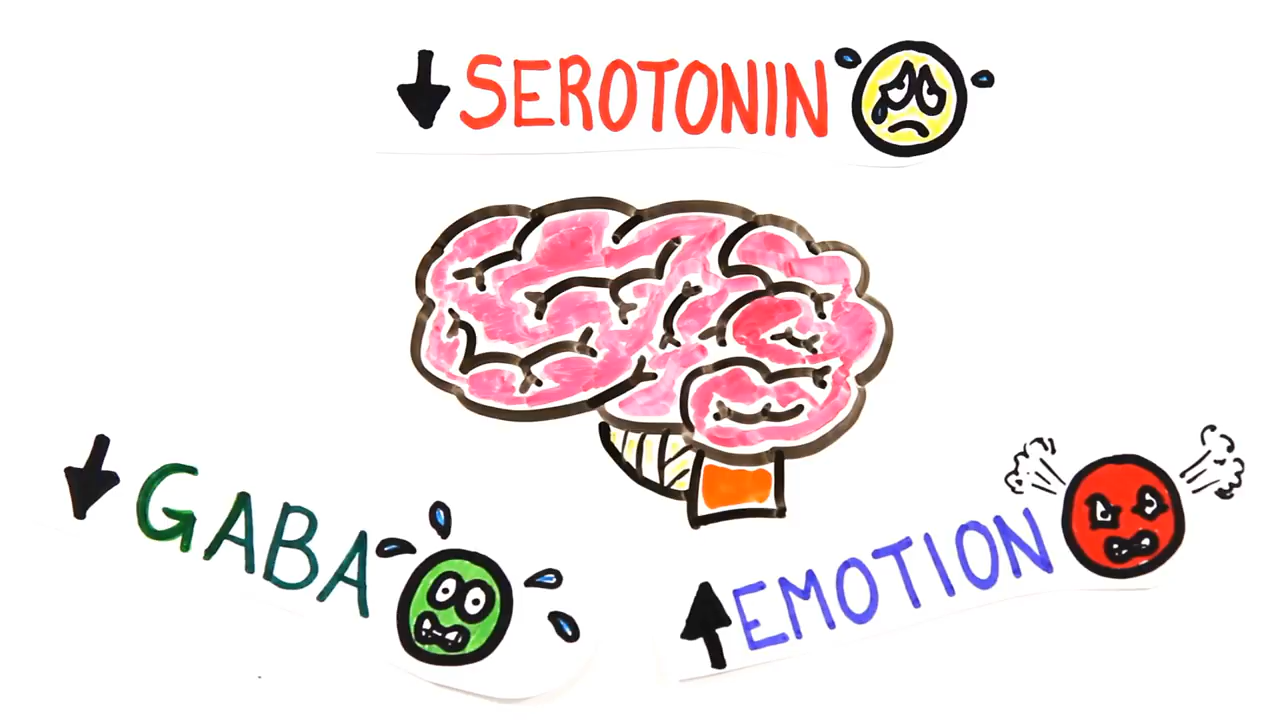 ↓ SEROTONIN
↓ GABA
↑ EMOTION